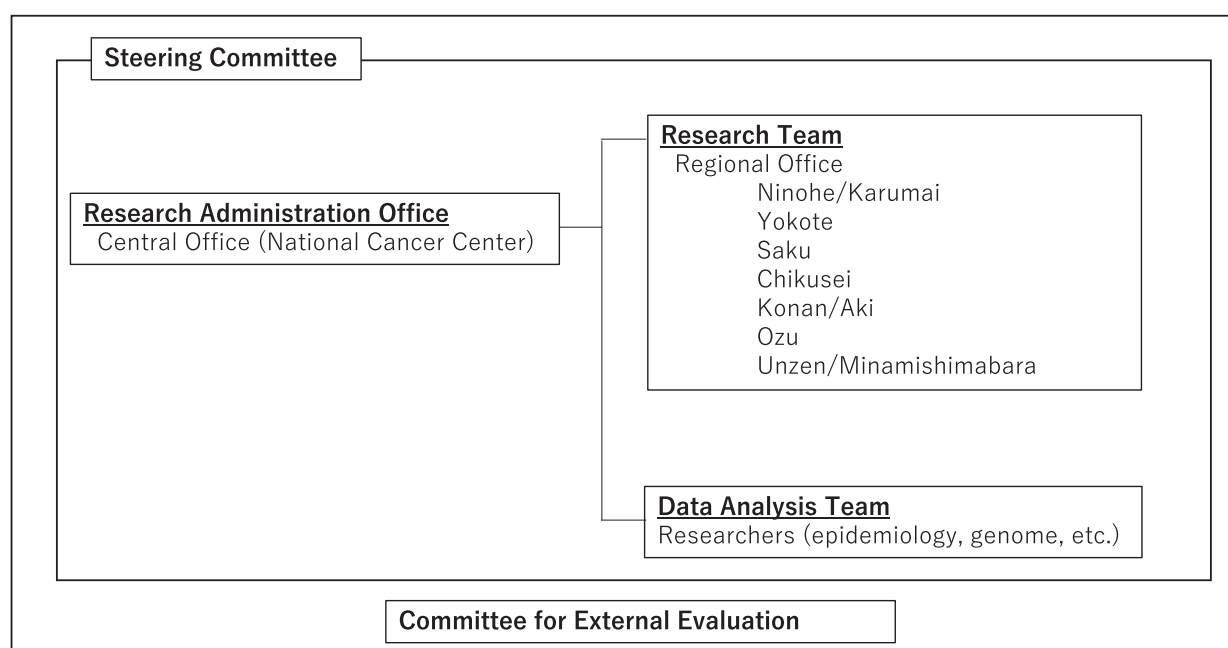 Steering Committee
Research Administration Office
Central Office (National Cancer Center)
Research Team
Regional Office
Ninohe/Karumai
Yokote
Saku
Chikusei
Konan/Aki
Ozu
Unzen/Minamishimabara
Data Analysis Team
Researchers (epidemiology, genome, etc.)
Committee for External Evaluation